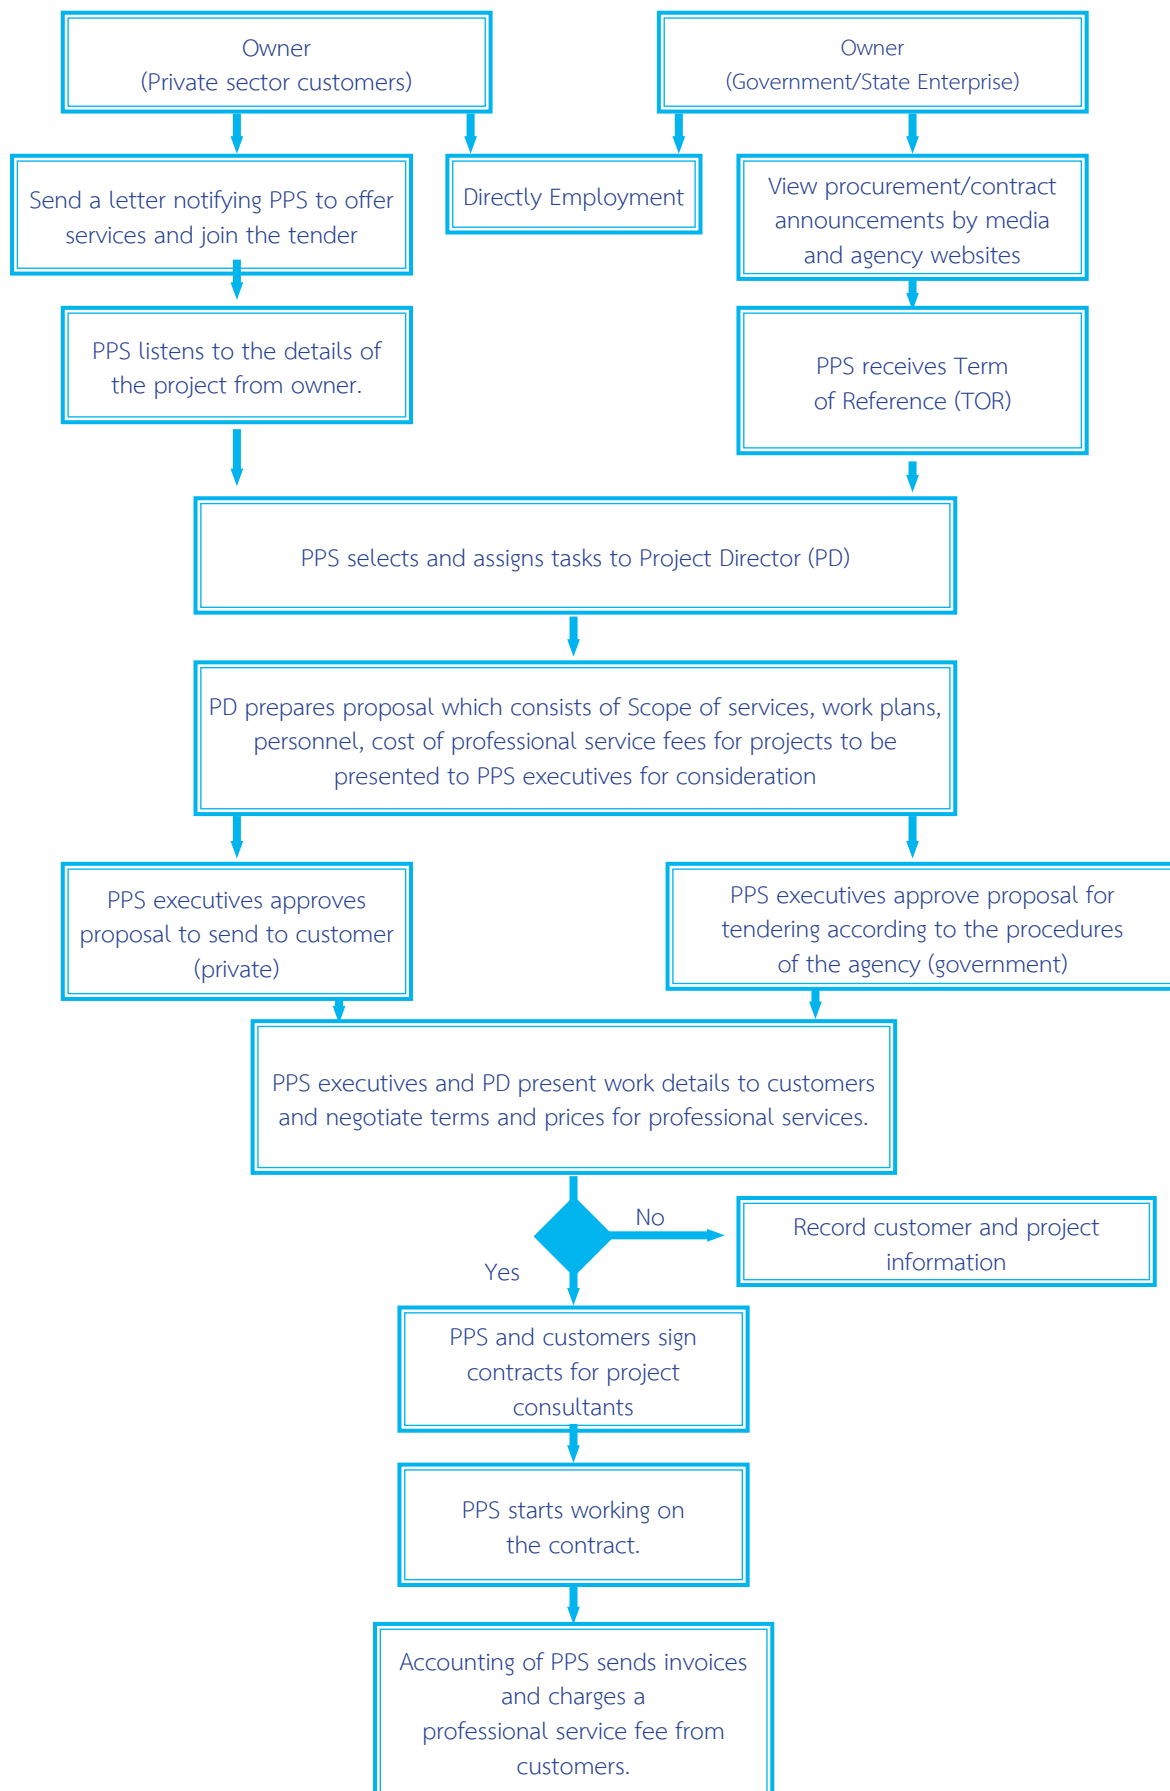 Owner
(Private sector customers)
Owner
(Government/State Enterprise)
Send a letter notifying PPS to offer
services and join the tender
Directly Employment
View procurement/contract
announcements by media
and agency websites
PPS listens to the details of
the project from owner.
PPS receives Term
of Reference (TOR)
PPS selects and assigns tasks to Project Director (PD)
PD prepares proposal which consists of Scope of services, work plans,
personnel, cost of professional service fees for projects to be
presented to PPS executives for consideration
PPS executives approves
proposal to send to customer
(private)
PPS executives approve proposal for
tendering according to the procedures
of the agency (government)
PPS executives and PD present work details to customers
and negotiate terms and prices for professional services.
No
Record customer and project
information
Yes
PPS and customers sign
contracts for project
consultants
PPS starts working on
the contract.
Accounting of PPS sends invoices
and charges a
professional service fee from
customers.